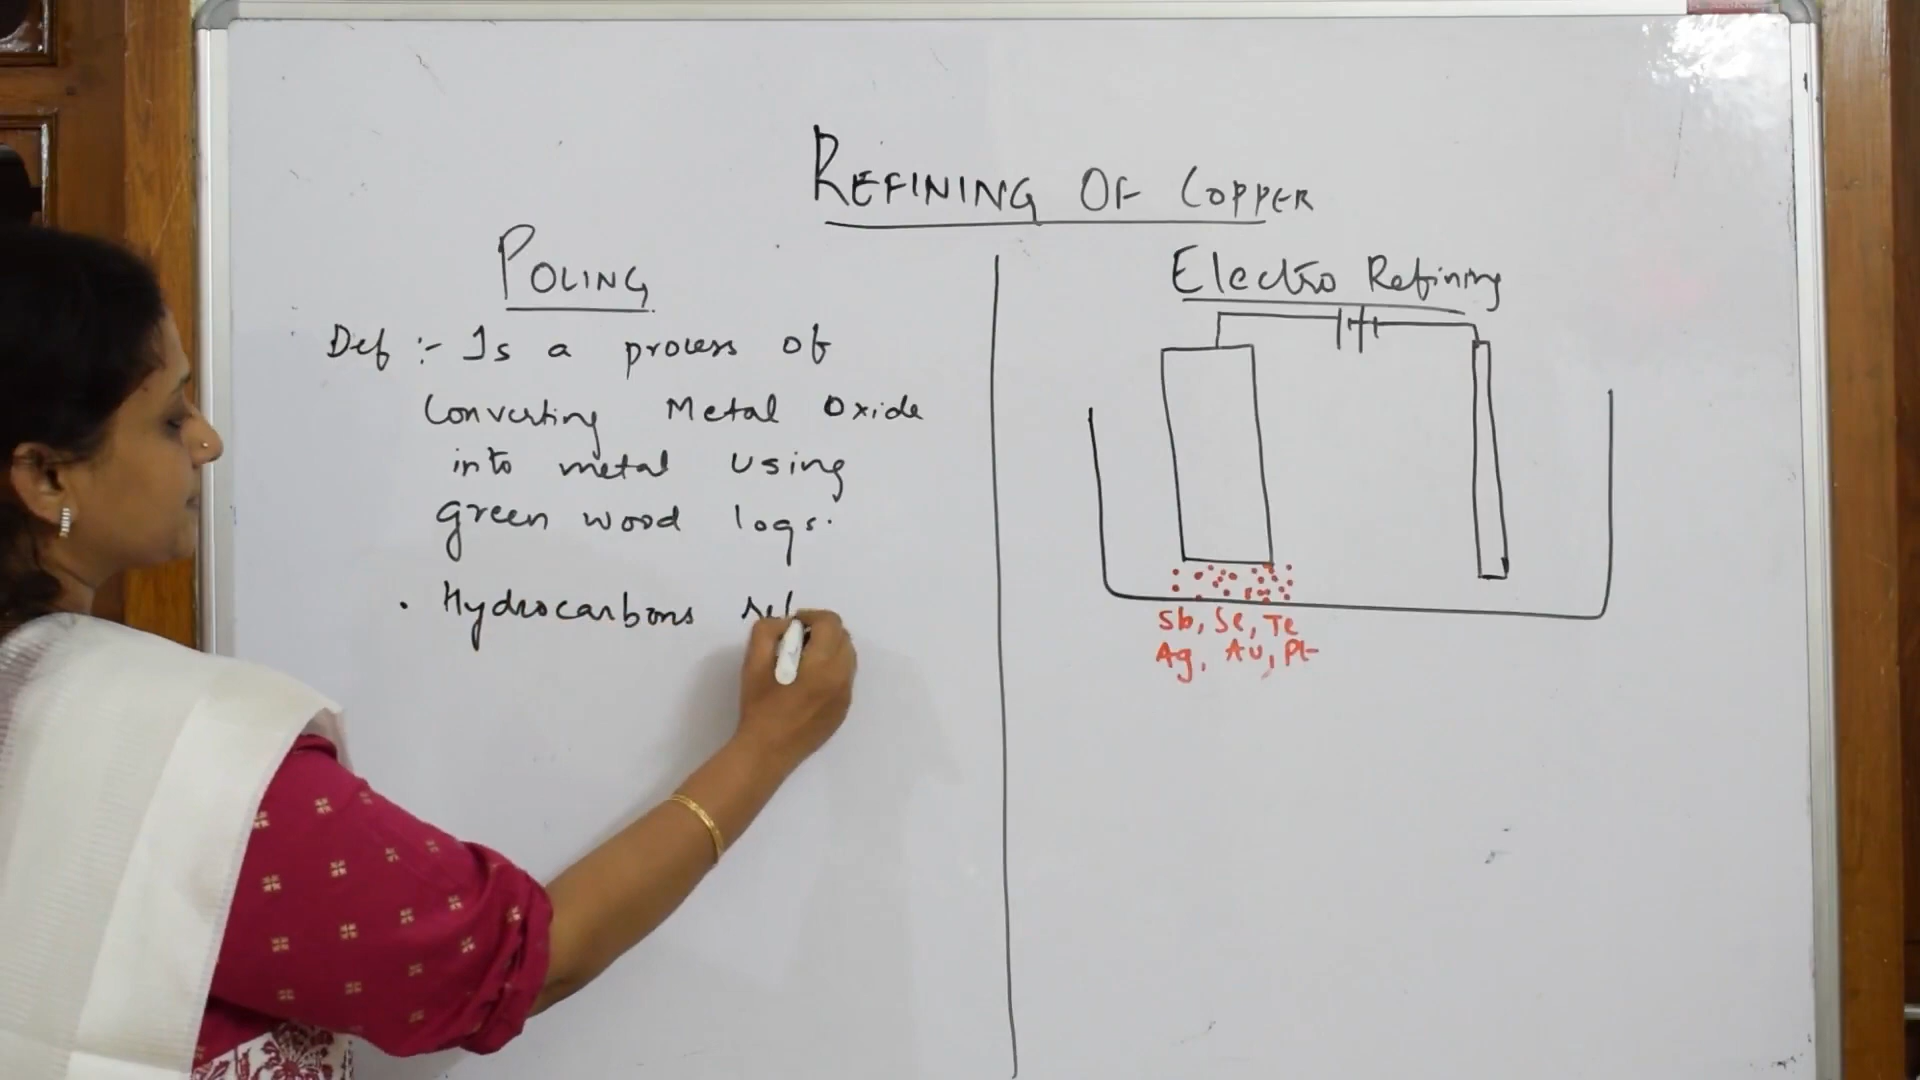 REFINING OF COPPER
POLING
Def :- Is a process of
Converting Metal Oxide
into metal using
green wood logs.
• Hydrocarbons
Electro Refining
Sb, Se, Te
Ag, Au, Pt